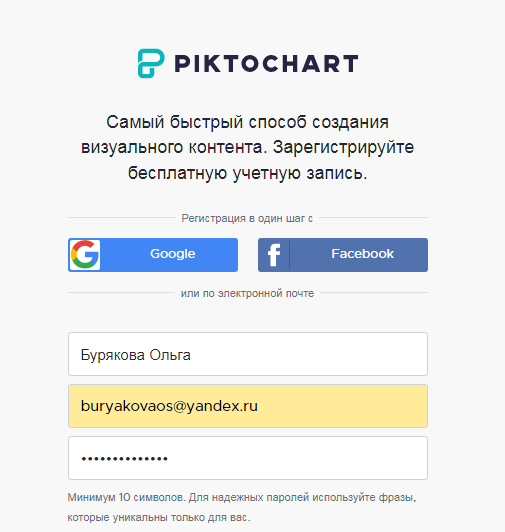 PIKTOCHART
Самый быстрый способ создания
визуального контента. Зарегистрируйте
бесплатную учетную запись.
Регистрация в один шаг с
Google Facebook
или по электронной почте
Бурякова Ольга
buryakovaos@yandex.ru
••••••••••••••
Минимум 10 символов. Для надежных паролей используйте фразы,
которые уникальны только для вас.